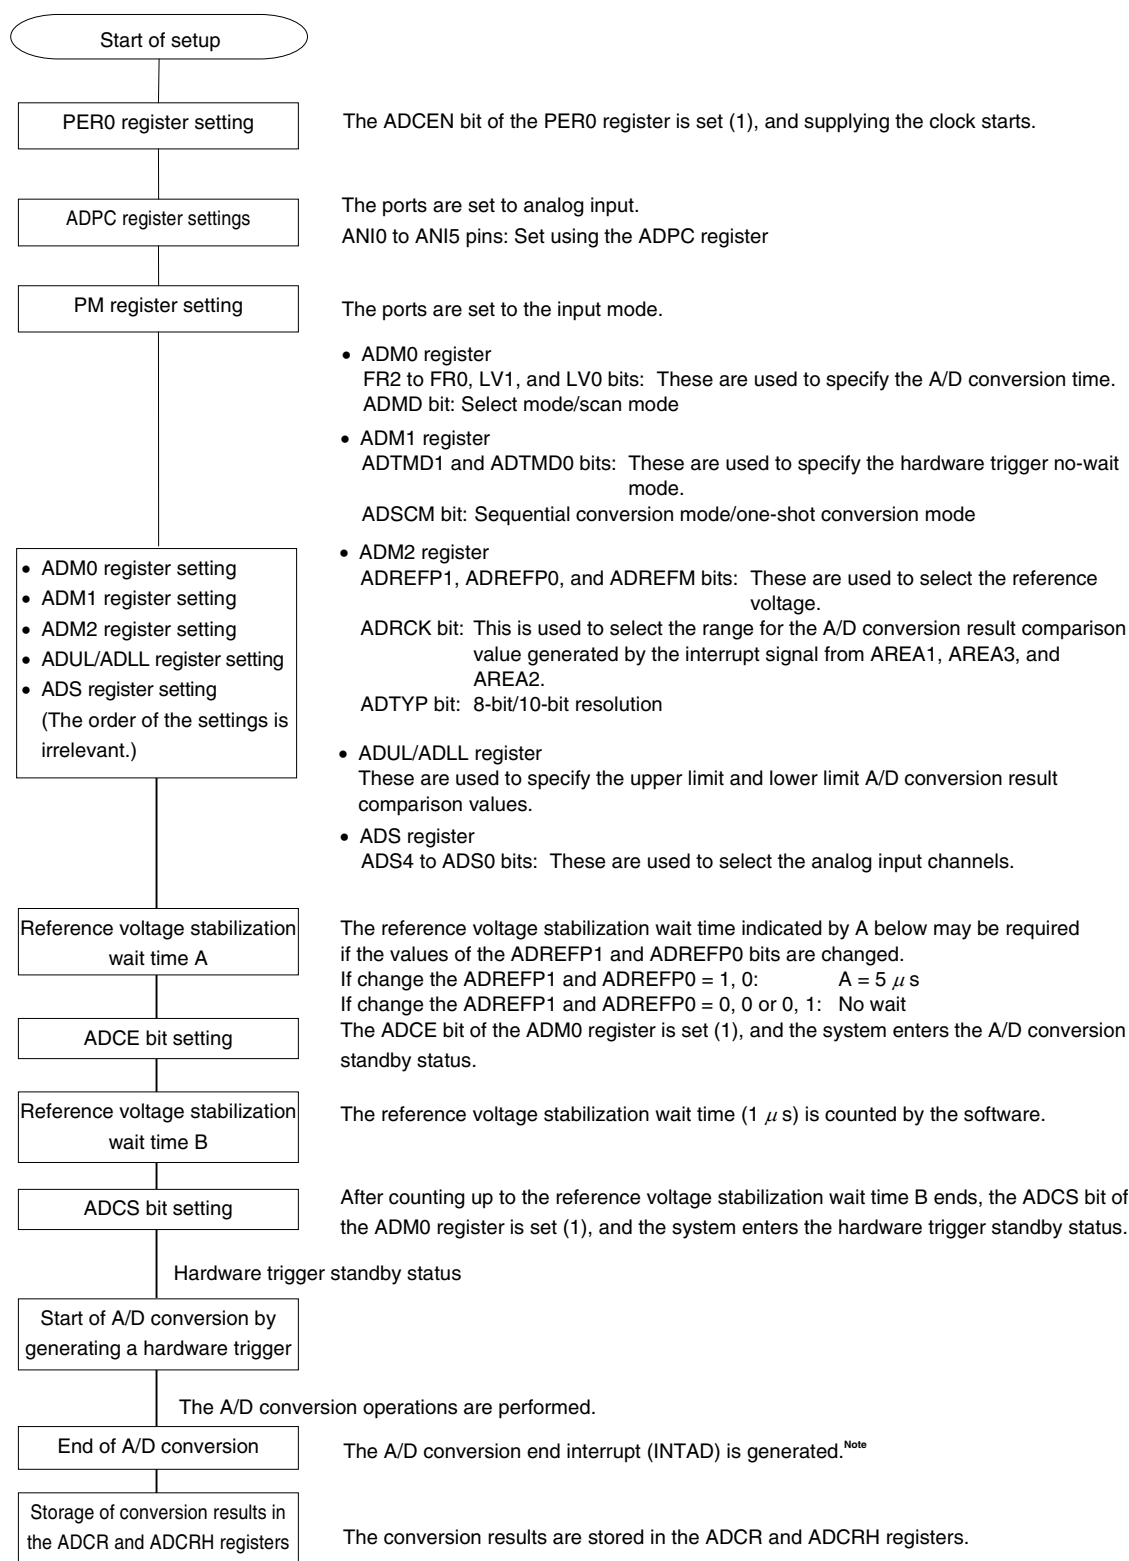 Start of setup
PER0 register setting
The ADCEN bit of the PER0 register is set (1), and supplying the clock starts.
ADPC register settings
The ports are set to analog input.
ANI0 to ANI5 pins: Set using the ADPC register
PM register setting
The ports are set to the input mode.
• ADM0 register
FR2 to FR0, LV1, and LV0 bits: These are used to specify the A/D conversion time.
ADMD bit: Select mode/scan mode
• ADM1 register
ADTMD1 and ADTMD0 bits: These are used to specify the hardware trigger no-wait
mode.
ADSCM bit: Sequential conversion mode/one-shot conversion mode
• ADM0 register setting
• ADM1 register setting
• ADM2 register setting
• ADUL/ADLL register setting
• ADS register setting
(The order of the settings is
irrelevant.)
• ADM2 register
ADREFP1, ADREFP0, and ADREFM bits: These are used to select the reference
voltage.
ADRCK bit: This is used to select the range for the A/D conversion result comparison
value generated by the interrupt signal from AREA1, AREA3, and
AREA2.
ADTYP bit: 8-bit/10-bit resolution
• ADUL/ADLL register
These are used to specify the upper limit and lower limit A/D conversion result
comparison values.
• ADS register
ADS4 to ADS0 bits: These are used to select the analog input channels.
Reference voltage stabilization
wait time A
The reference voltage stabilization wait time indicated by A below may be required
if the values of the ADREFP1 and ADREFP0 bits are changed.
If change the ADREFP1 and ADREFP0 = 1, 0: A = 5 μ s
If change the ADREFP1 and ADREFP0 = 0, 0 or 0, 1: No wait
ADCE bit setting
The ADCE bit of the ADM0 register is set (1), and the system enters the A/D conversion
standby status.
Reference voltage stabilization
wait time B
The reference voltage stabilization wait time (1 μ s) is counted by the software.
ADCS bit setting
After counting up to the reference voltage stabilization wait time B ends, the ADCS bit of
the ADM0 register is set (1), and the system enters the hardware trigger standby status.
Hardware trigger standby status
Start of A/D conversion by
generating a hardware trigger
The A/D conversion operations are performed.
End of A/D conversion
The A/D conversion end interrupt (INTAD) is generated.Note
Storage of conversion results in
the ADCR and ADCRH registers
The conversion results are stored in the ADCR and ADCRH registers.